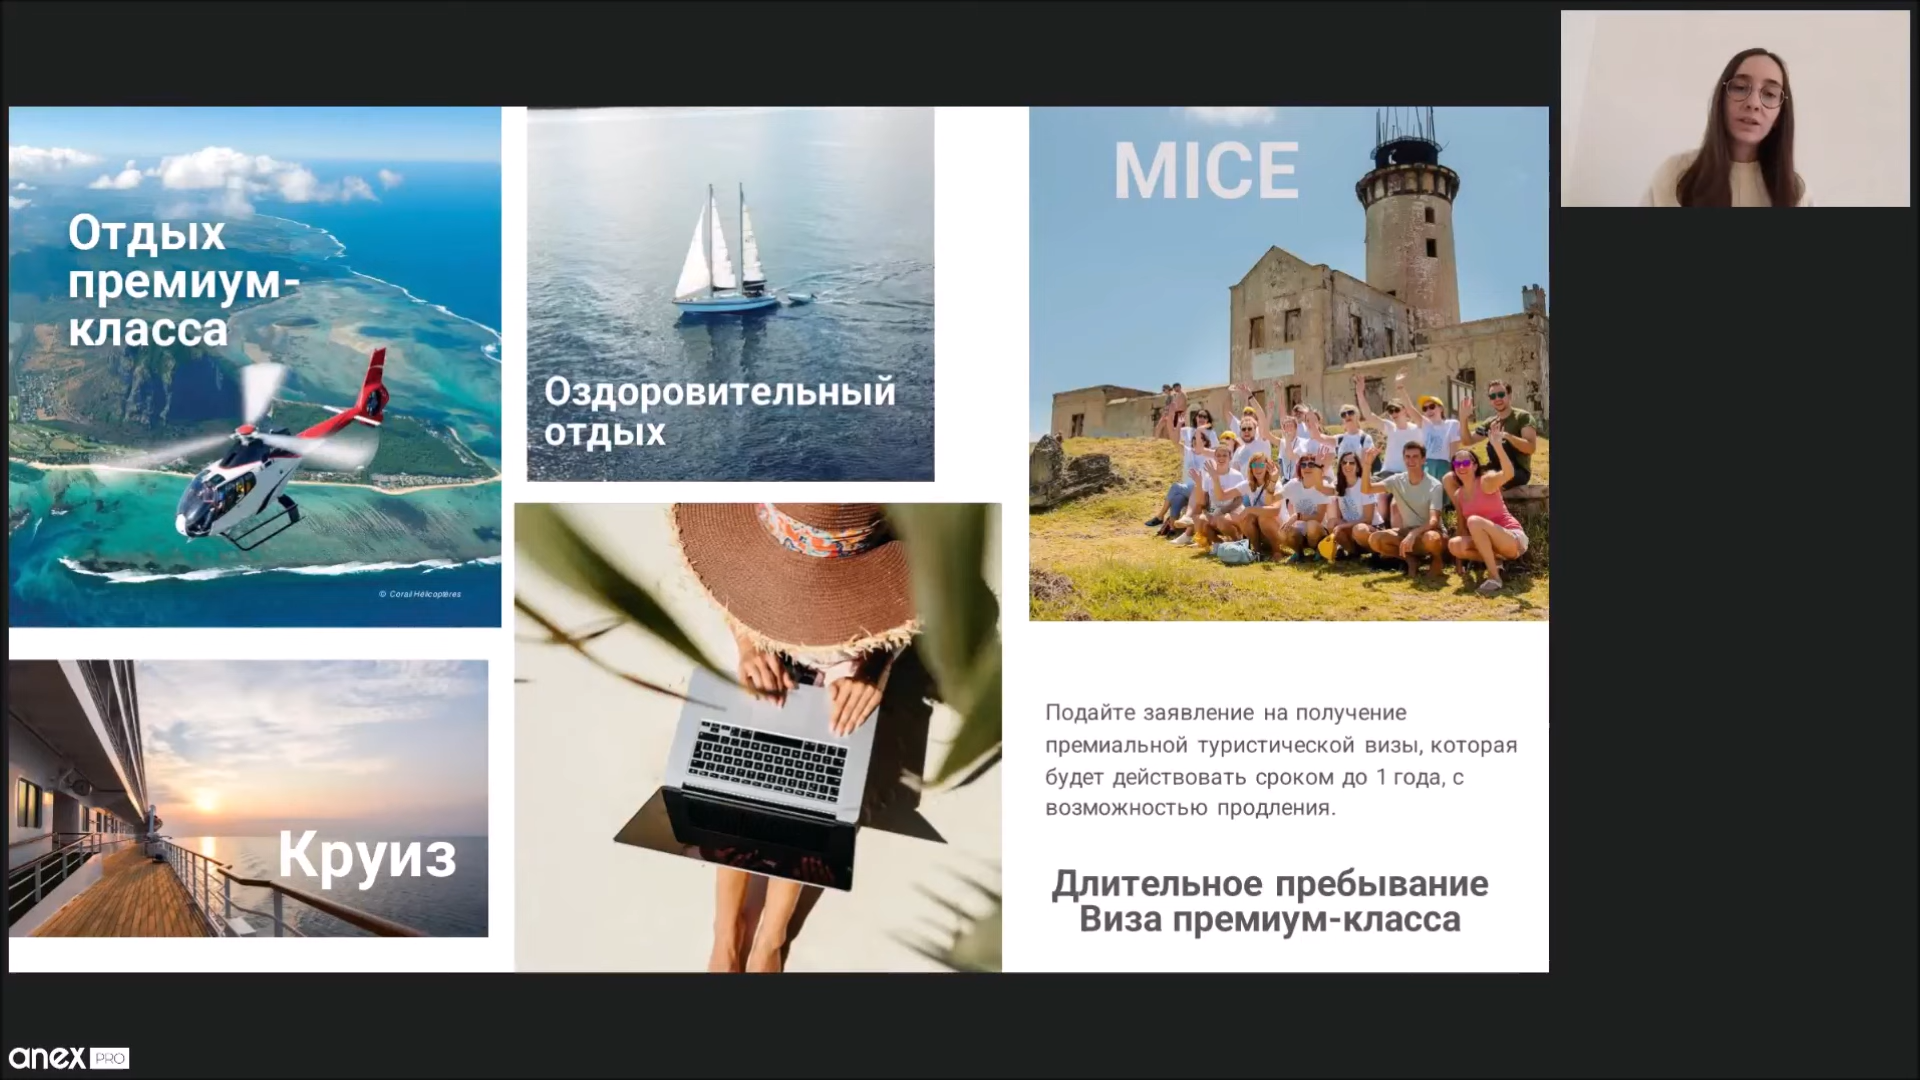 Отдых
премиум-
класса
© Corail Hélicoptères
Оздоровительный
отдых
MICE
Круиз
Подайте заявление на получение
премиальной туристической визы, которая
будет действовать сроком до 1 года, с
возможностью продления.
Длительное пребывание
Виза премиум-класса
anex PRO